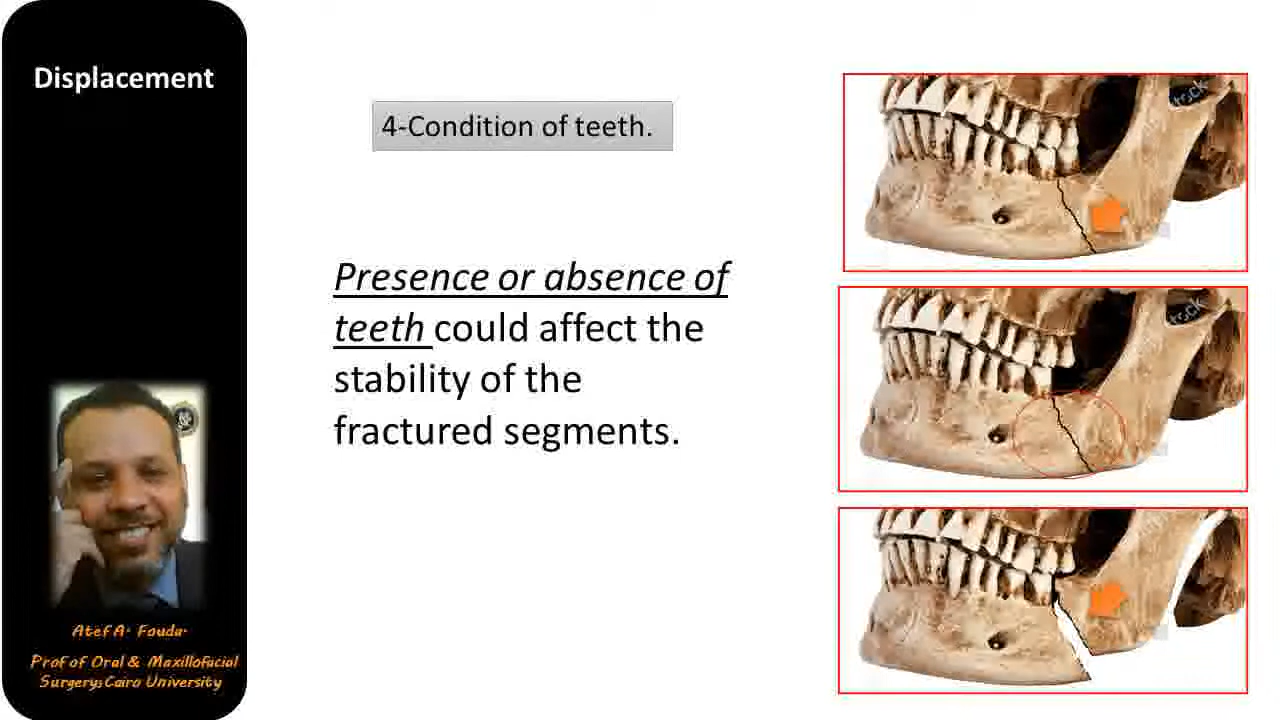 Displacement
4-Condition of teeth.
Presence or absence of
teeth could affect the
stability of the
fractured segments.
Atef A. Fouda.
Prof of Oral & Maxillofacial
Surgery,Cairo University